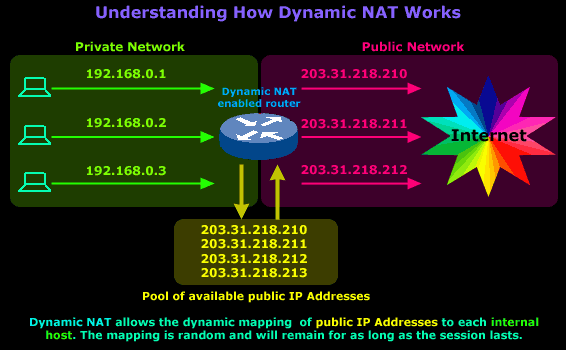 Understanding How Dynamic NAT Works
Private Network
Public Network
192.168.0.1
203.31.218.210
Dynamic NAT
enabled router
192.168.0.2
203.31.218.211
Internet
192.168.0.3
203.31.218.212
203.31.218.210
203.31.218.211
203.31.218.212
203.31.218.213
Pool of available public IP Addresses
Dynamic NAT allows the dynamic mapping of public IP Addresses to each internal
host. The mapping is random and will remain for as long as the session lasts.